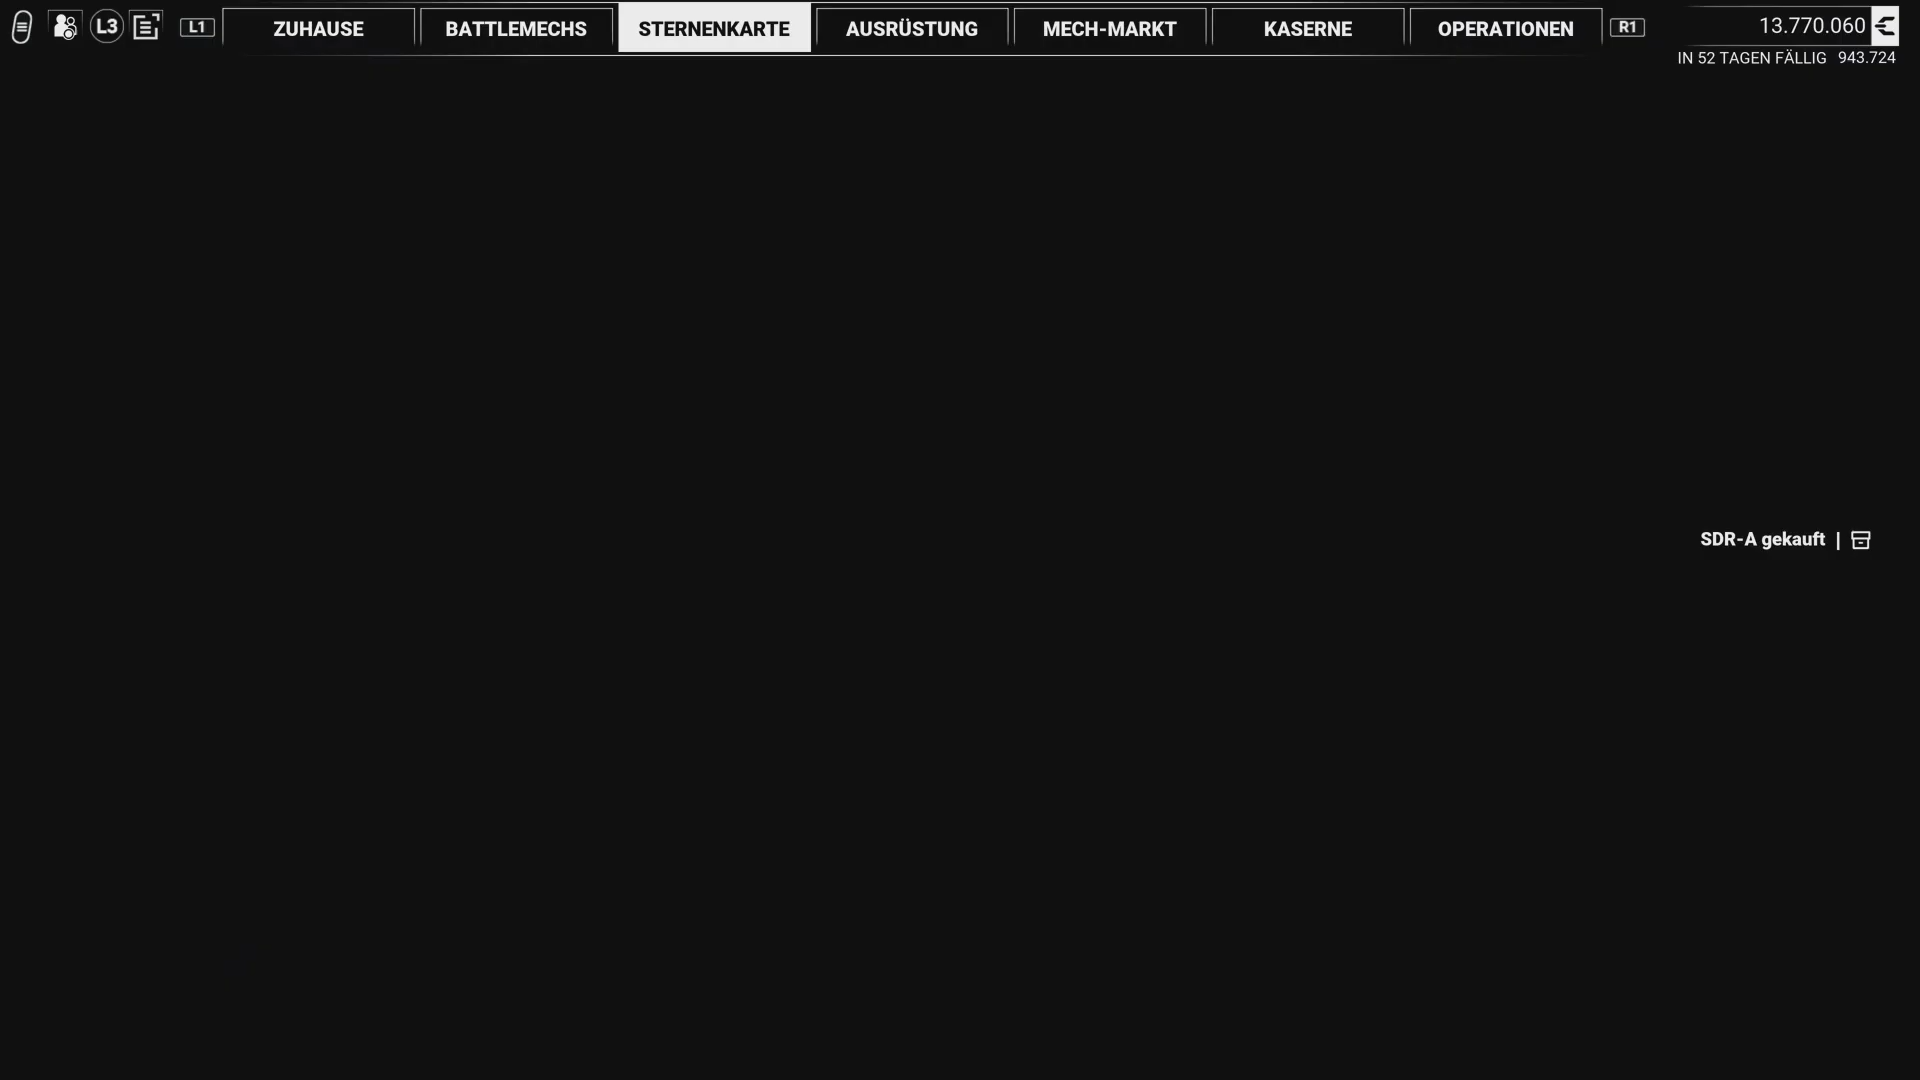 L3 L1 ZUHAUSE BATTLEMECHS STERNENKARTE AUSRÜSTUNG MECH-MARKT KASERNE OPERATIONEN R1 13.770.060
IN 52 TAGEN FÄLLIG 943.724
SDR-A gekauft |